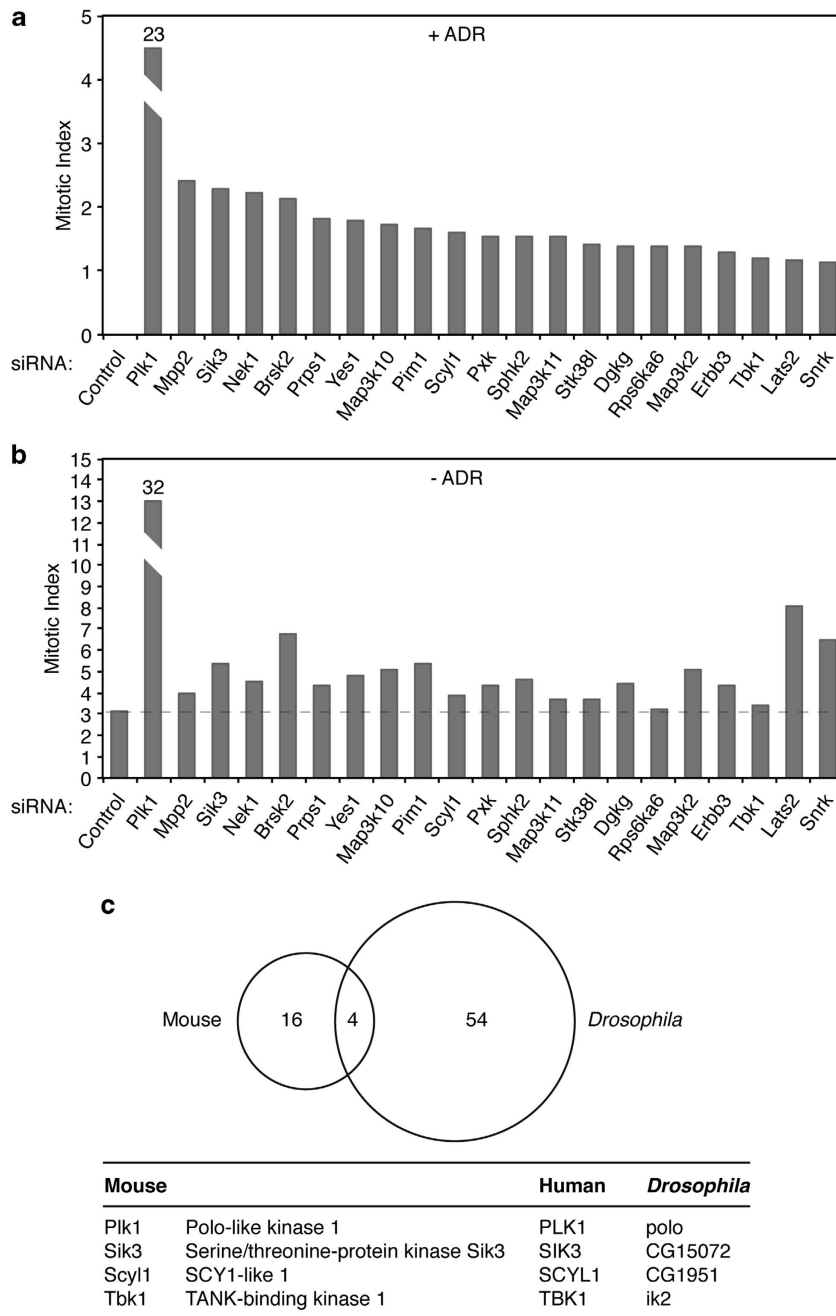 a
+ ADR
23
5
4
3
2
1
0
Mitotic Index
siRNA:
Control
Plk1
Mpp2
Sik3
Nek1
Brsk2
Prps1
Yes1
Map3k10
Pim1
Scyl1
Pxk
Sphk2
Map3k11
Stk38l
Dgkg
Rps6ka6
Map3k2
Erbb3
Tbk1
Lats2
Snrk
b
- ADR
32
15
14
13
12
11
10
9
8
7
6
5
4
3
2
1
0
Mitotic Index
siRNA:
Control
Plk1
Mpp2
Sik3
Nek1
Brsk2
Prps1
Yes1
Map3k10
Pim1
Scyl1
Pxk
Sphk2
Map3k11
Stk38l
Dgkg
Rps6ka6
Map3k2
Erbb3
Tbk1
Lats2
Snrk
c
Mouse 16 4 54 Drosophila
Mouse Human Drosophila
Plk1 Polo-like kinase 1 PLK1 polo
Sik3 Serine/threonine-protein kinase Sik3 SIK3 CG15072
Scyl1 SCY1-like 1 SCYL1 CG1951
Tbk1 TANK-binding kinase 1 TBK1 ik2